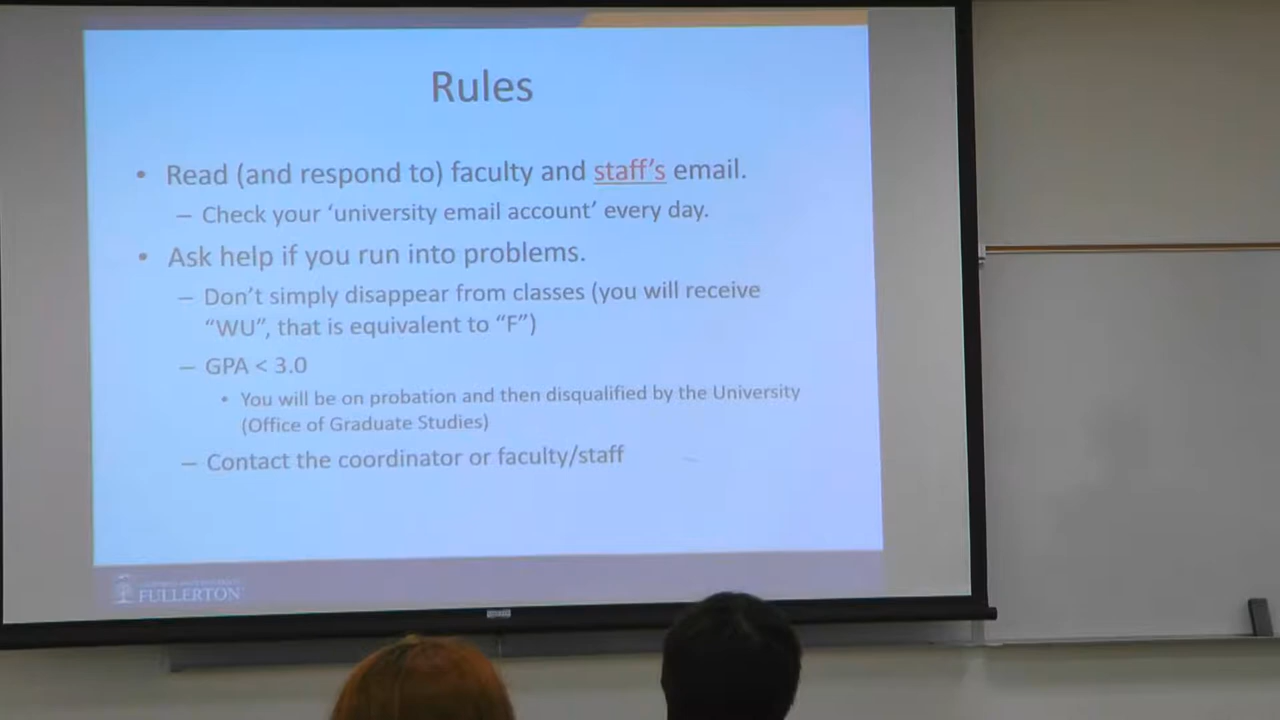 Rules
• Read (and respond to) faculty and staff's email.
– Check your 'university email account' every day.
• Ask help if you run into problems.
– Don't simply disappear from classes (you will receive
"WU", that is equivalent to "F")
– GPA < 3.0
• You will be on probation and then disqualified by the University
(Office of Graduate Studies)
– Contact the coordinator or faculty/staff
FULLERTON